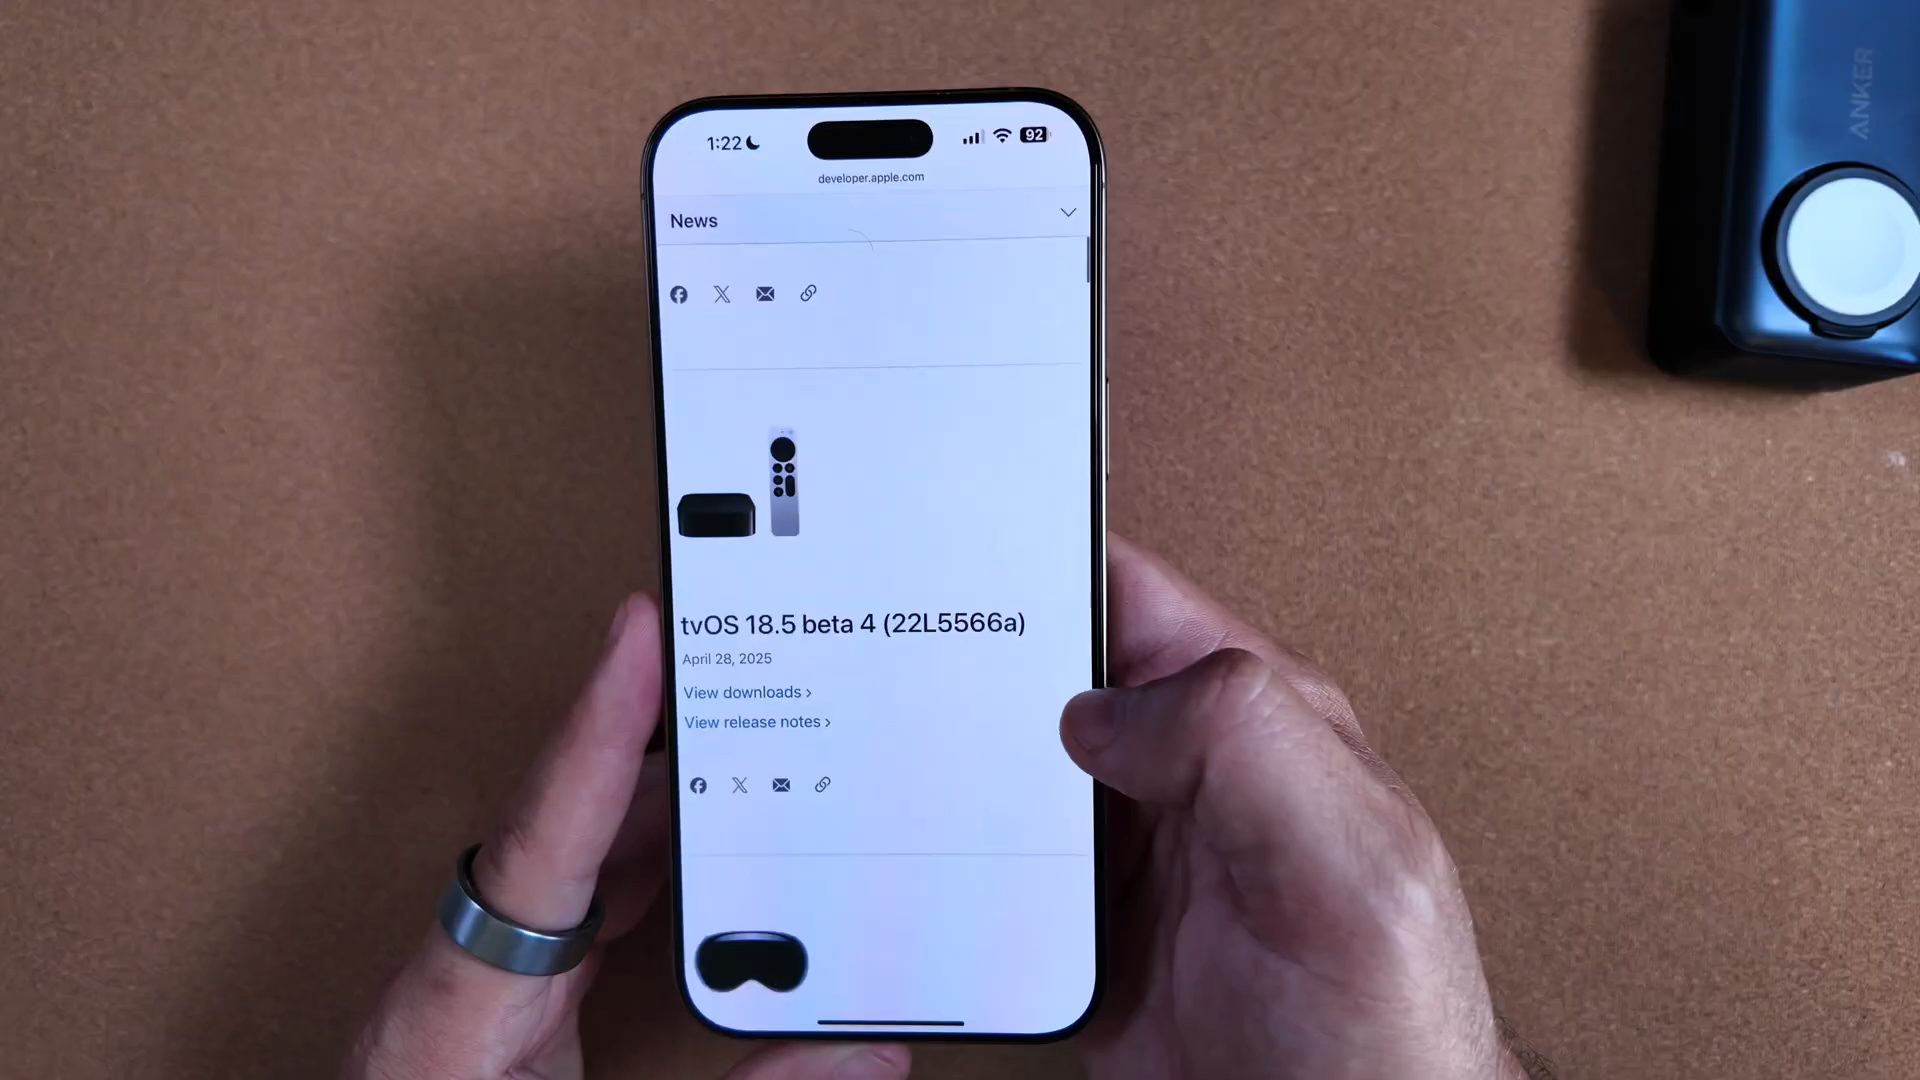 1:22
92
developer.apple.com
News
tvOS 18.5 beta 4 (22L5566a)
April 28, 2025
View downloads >
View release notes >
ANKER